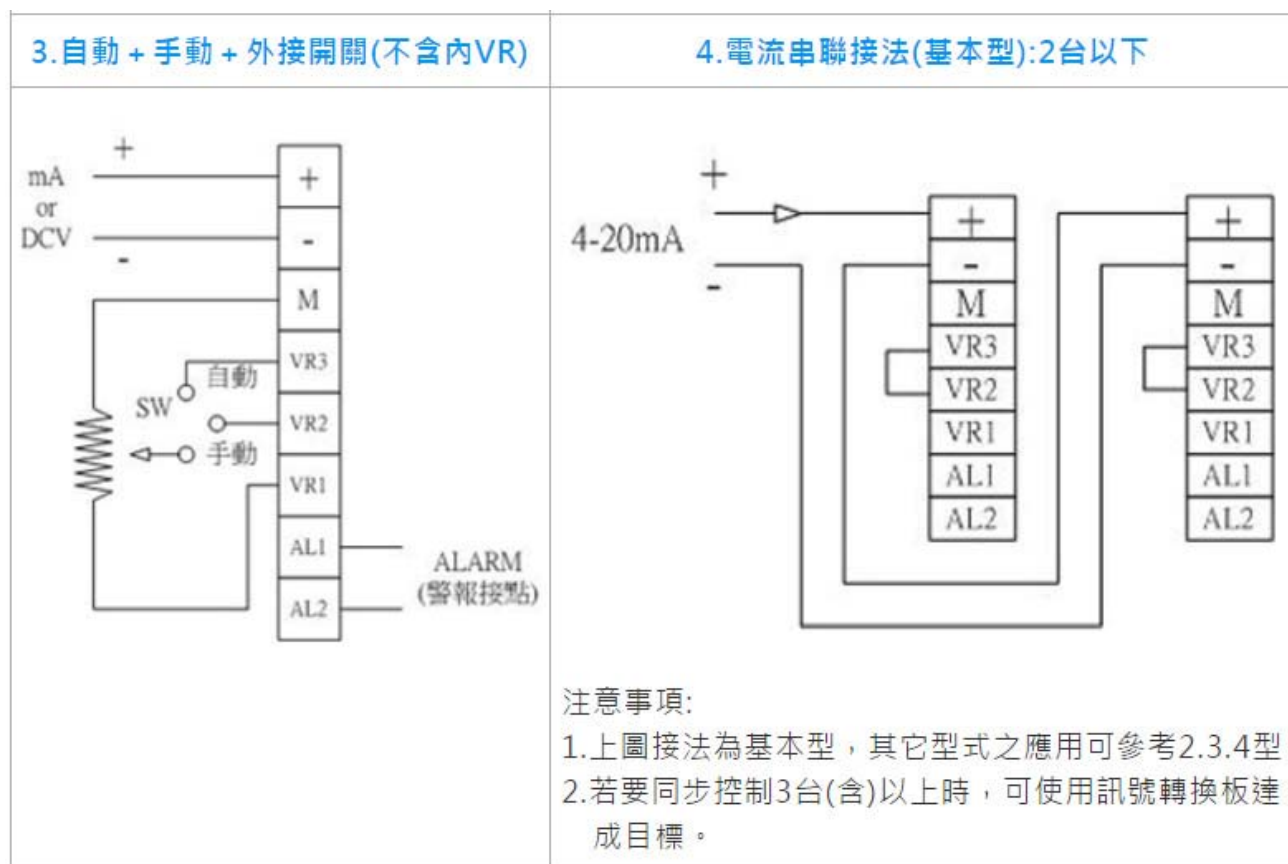 3.自動 + 手動 + 外接開關(不含內VR)
+
mA
or
DCV
-
+
-
M
VR3
VR2
VR1
AL1
AL2
自動
SW
手動
ALARM
(警報接點)
4.電流串聯接法(基本型):2台以下
+
4-20mA
-
+
-
M
VR3
VR2
VR1
AL1
AL2
+
-
M
VR3
VR2
VR1
AL1
AL2
注意事項:
1.上圖接法為基本型，其它型式之應用可參考2.3.4型
2.若要同步控制3台(含)以上時，可使用訊號轉換板達
成目標。